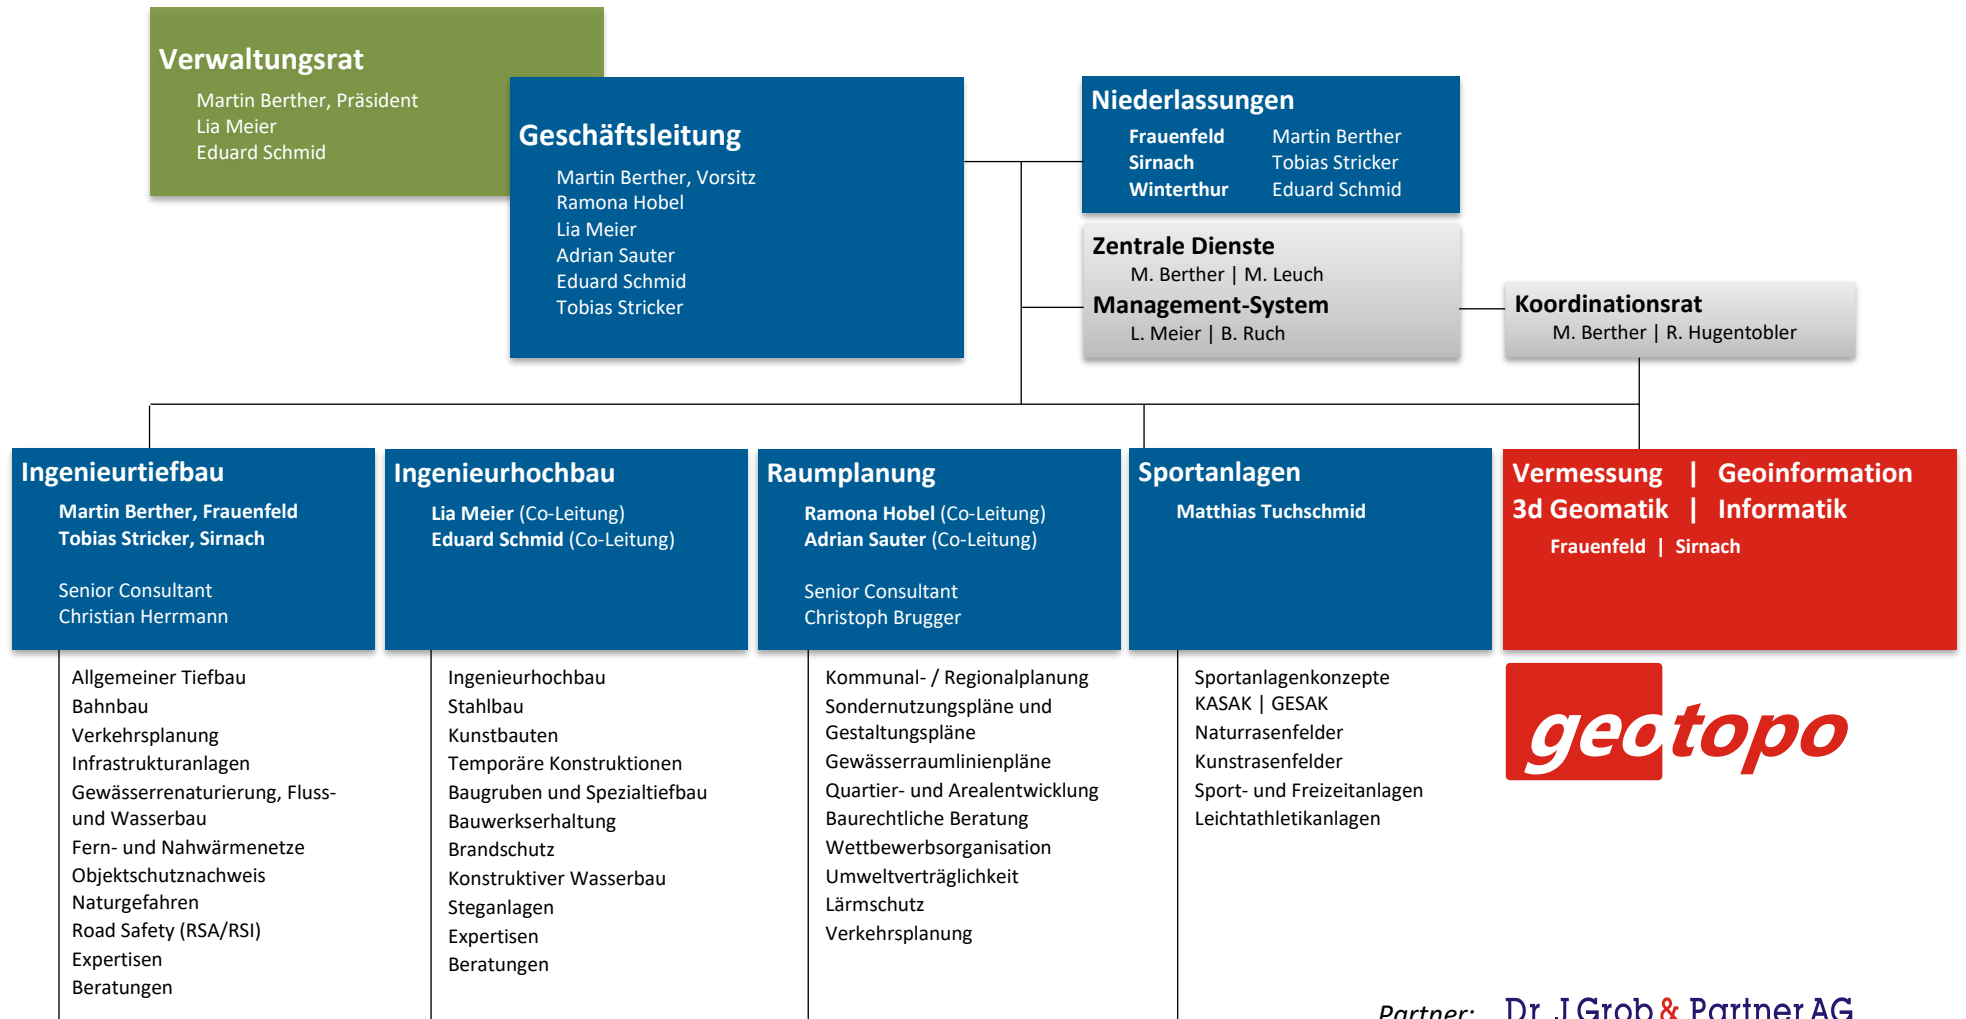 Verwaltungsrat
Martin Berther, Präsident
Lia Meier
Eduard Schmid
Geschäftsleitung
Martin Berther, Vorsitz
Ramona Hobel
Lia Meier
Adrian Sauter
Eduard Schmid
Tobias Stricker
Niederlassungen
Frauenfeld Martin Berther
Sirnach Tobias Stricker
Winterthur Eduard Schmid
Zentrale Dienste
M. Berther | M. Leuch
Management-System
L. Meier | B. Ruch
Koordinationsrat
M. Berther | R. Hugentobler
Ingenieurtiefbau
Martin Berther, Frauenfeld
Tobias Stricker, Sirnach
Senior Consultant
Christian Herrmann
Allgemeiner Tiefbau
Bahnbau
Verkehrsplanung
Infrastrukturanlagen
Gewässerrenaturierung, Fluss-
und Wasserbau
Fern- und Nahwärmenetze
Objektschutznachweis
Naturgefahren
Road Safety (RSA/RSI)
Expertisen
Beratungen
Ingenieurhochbau
Lia Meier (Co-Leitung)
Eduard Schmid (Co-Leitung)
Ingenieurhochbau
Stahlbau
Kunstbauten
Temporäre Konstruktionen
Baugruben und Spezialtiefbau
Bauwerkserhaltung
Brandschutz
Konstruktiver Wasserbau
Steganlagen
Expertisen
Beratungen
Raumplanung
Ramona Hobel (Co-Leitung)
Adrian Sauter (Co-Leitung)
Senior Consultant
Christoph Brugger
Kommunal- / Regionalplanung
Sondernutzungspläne und
Gestaltungspläne
Gewässerraumlinienpläne
Quartier- und Arealentwicklung
Baurechtliche Beratung
Wettbewerbsorganisation
Umweltverträglichkeit
Lärmschutz
Verkehrsplanung
Sportanlagen
Matthias Tuchschmid
Sportanlagenkonzepte
KASAK | GESAK
Naturrasenfelder
Kunstrasenfelder
Sport- und Freizeitanlagen
Leichtathletikanlagen
Vermessung | Geoinformation
3d Geomatik | Informatik
Frauenfeld | Sirnach
geotopo
Partner: Dr. J. Grob & Partner AG